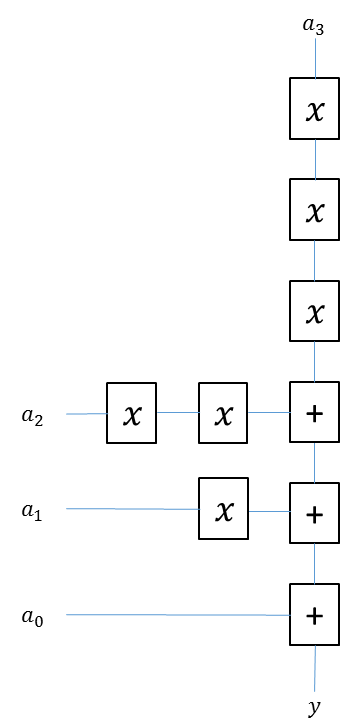 a₃
x
x
x
a₂ x x +
a₁ x +
a₀ +
y